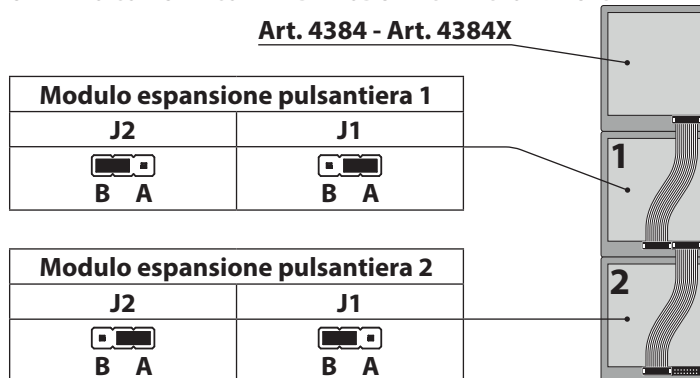 Art. 4384 - Art. 4384X
Modulo espansione pulsantiera 1
J2 J1
B A B A
1
Modulo espansione pulsantiera 2
J2 J1
B A B A
2